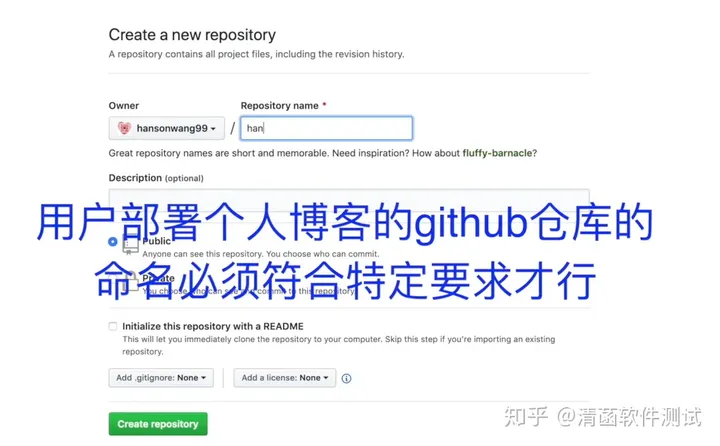 Create a new repository
A repository contains all project files, including the revision history.
Owner
Repository name *
hansonwang99
/
han
Great repository names are short and memorable. Need inspiration? How about fluffy-barnacle?
Description (optional)
用户部署个人博客的github仓库的
命名必须符合特定要求才行
Public
Anyone can see this repository. You choose who can commit.
Private
You choose who can see and commit to this repository.
Initialize this repository with a README
This will let you immediately clone the repository to your computer. Skip this step if you're importing an existing
repository.
Add .gitignore: None
Add a license: None
Create repository
知乎 @清菡软件测试